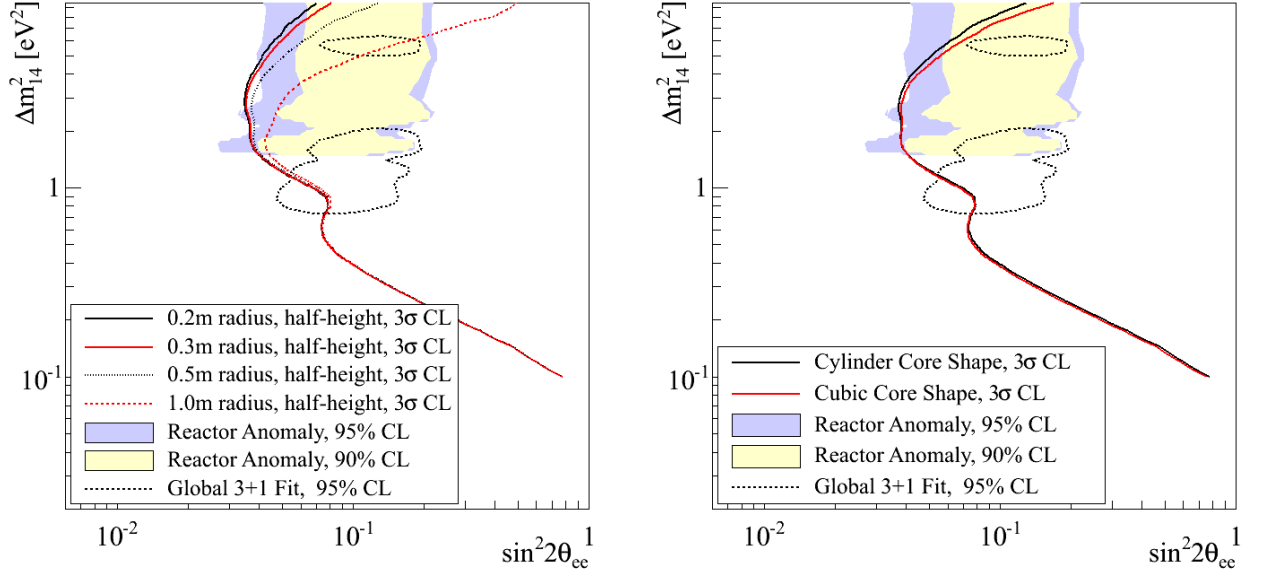 Δm²₁₄ [eV²]
1
10⁻¹
0.2m radius, half-height, 3σ CL
0.3m radius, half-height, 3σ CL
0.5m radius, half-height, 3σ CL
1.0m radius, half-height, 3σ CL
Reactor Anomaly, 95% CL
Reactor Anomaly, 90% CL
Global 3+1 Fit, 95% CL
10⁻² 10⁻¹ 1
sin²2θₑₑ
Δm²₁₄ [eV²]
1
10⁻¹
Cylinder Core Shape, 3σ CL
Cubic Core Shape, 3σ CL
Reactor Anomaly, 95% CL
Reactor Anomaly, 90% CL
Global 3+1 Fit, 95% CL
10⁻² 10⁻¹ 1
sin²2θₑₑ